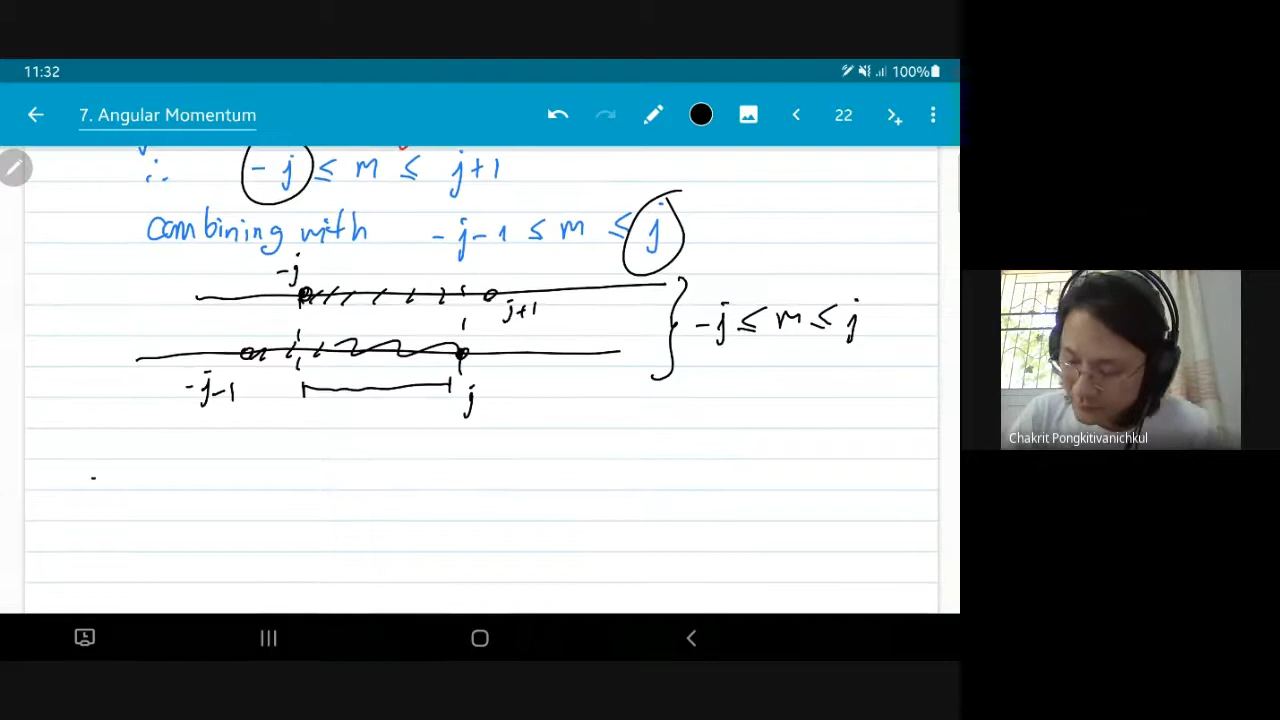 11:32
100%
7. Angular Momentum
22
∴ -j ≤ m ≤ j+1
combining with -j-1 ≤ m ≤ j
-j
j+1
-j ≤ m ≤ j
-j-1
j
Chakrit Pongkitivanichkul